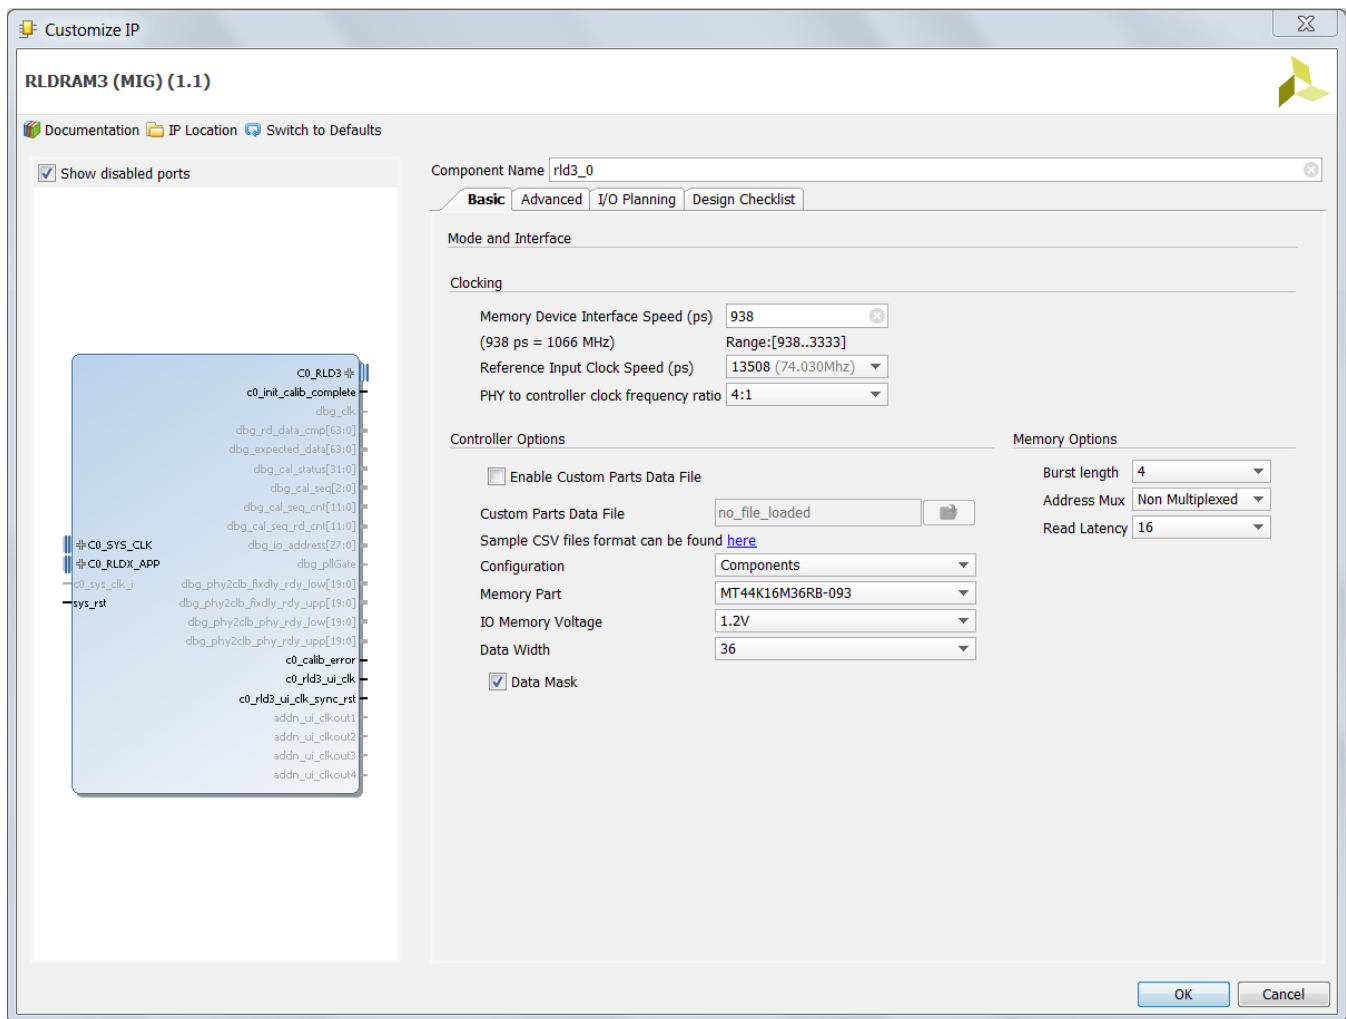 Customize IP
RLDRAM3 (MIG) (1.1)
Documentation IP Location Switch to Defaults
Show disabled ports
C0_RLD3
c0_init_calib_complete
dbg_clk
dbg_rd_data_cmp[63:0]
dbg_expected_data[63:0]
dbg_cal_status[31:0]
dbg_cal_seq[2:0]
dbg_cal_seq_cnt[11:0]
dbg_cal_seq_rd_cnt[11:0]
C0_SYS_CLK dbg_io_address[27:0]
C0_RLDX_APP dbg_pllGate
c0_sys_clk_i dbg_phy2clb_fixdly_rdy_low[19:0]
sys_rst dbg_phy2clb_fixdly_rdy_upp[19:0]
dbg_phy2clb_phy_rdy_low[19:0]
dbg_phy2clb_phy_rdy_upp[19:0]
c0_calib_error
c0_rld3_ui_clk
c0_rld3_ui_clk_sync_rst
addn_ui_clkout1
addn_ui_clkout2
addn_ui_clkout3
addn_ui_clkout4
Component Name rld3_0
Basic Advanced I/O Planning Design Checklist
Mode and Interface
Clocking
Memory Device Interface Speed (ps) 938
(938 ps = 1066 MHz) Range:[938..3333]
Reference Input Clock Speed (ps) 13508 (74.030Mhz)
PHY to controller clock frequency ratio 4:1
Controller Options
Enable Custom Parts Data File
Custom Parts Data File no_file_loaded
Sample CSV files format can be found here
Configuration Components
Memory Part MT44K16M36RB-093
IO Memory Voltage 1.2V
Data Width 36
Data Mask
Memory Options
Burst length 4
Address Mux Non Multiplexed
Read Latency 16
OK Cancel